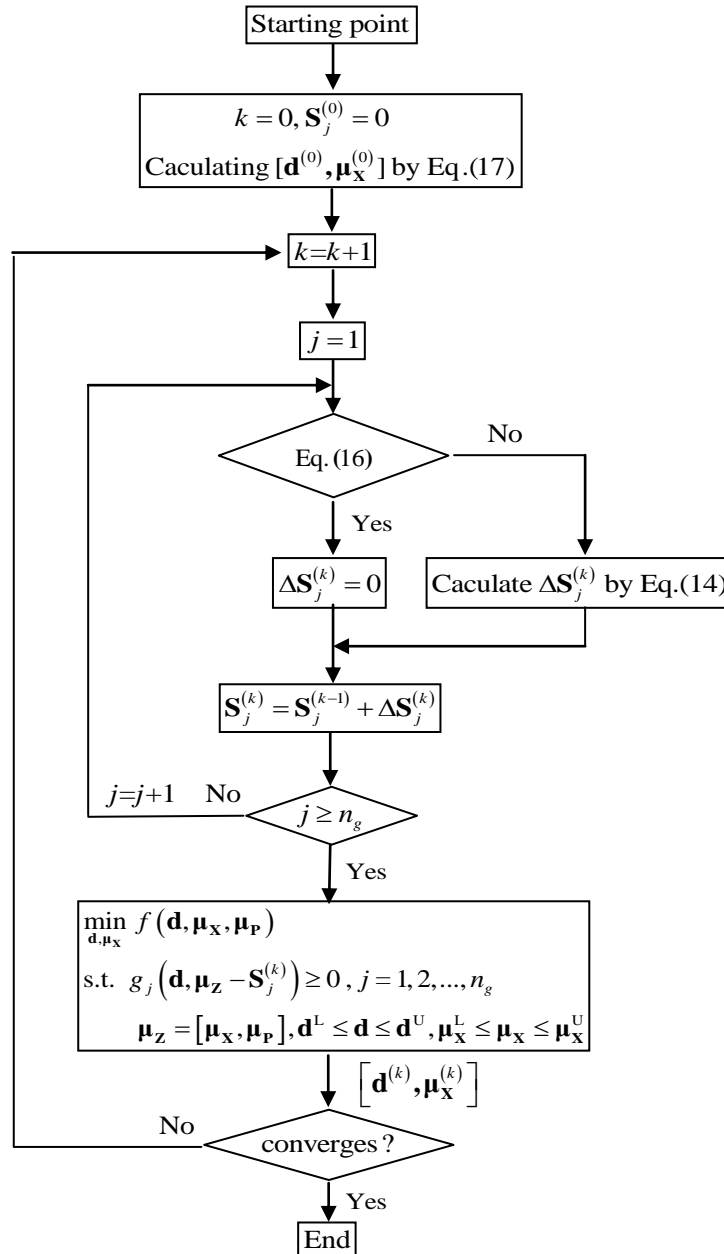 Starting point
k = 0, S_j^(0) = 0
Caculating [d^(0), μ_X^(0)] by Eq.(17)
k=k+1
j = 1
Eq.(16)
No
Yes
ΔS_j^(k) = 0
Caculate ΔS_j^(k) by Eq.(14)
S_j^(k) = S_j^(k−1) + ΔS_j^(k)
j=j+1 No
j ≥ n_g
Yes
min_{d,μ_X} f(d, μ_X, μ_P)
s.t. g_j(d, μ_Z − S_j^(k)) ≥ 0 , j = 1, 2, ..., n_g
μ_Z = [μ_X, μ_P], d^L ≤ d ≤ d^U, μ_X^L ≤ μ_X ≤ μ_X^U
[d^(k), μ_X^(k)]
No
converges ?
Yes
End